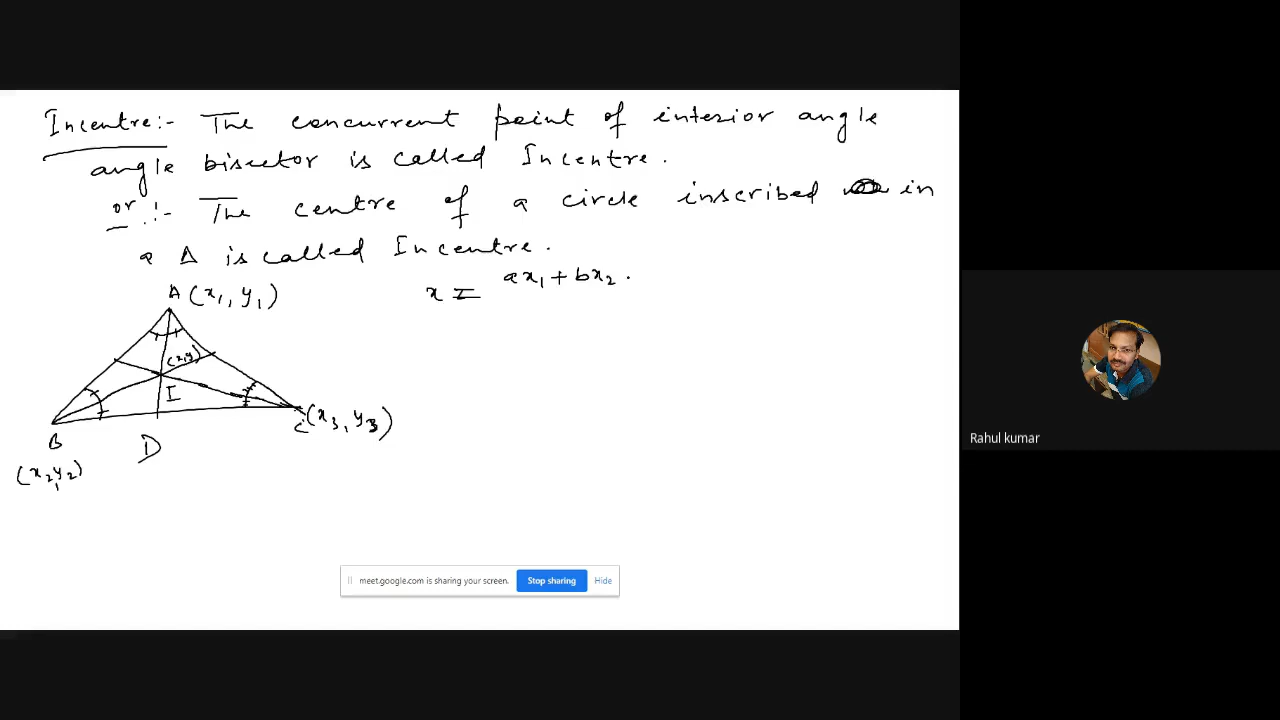 Incentre:- The concurrent point of interior angle
angle bisector is called Incentre.
or :- The centre of a circle inscribed in
a Δ is called Incentre.
x = ax₁ + bx₂
A (x₁, y₁)
(x, y)
I
B
D
C (x₃, y₃)
(x₂, y₂)
Rahul kumar
meet.google.com is sharing your screen.
Stop sharing
Hide